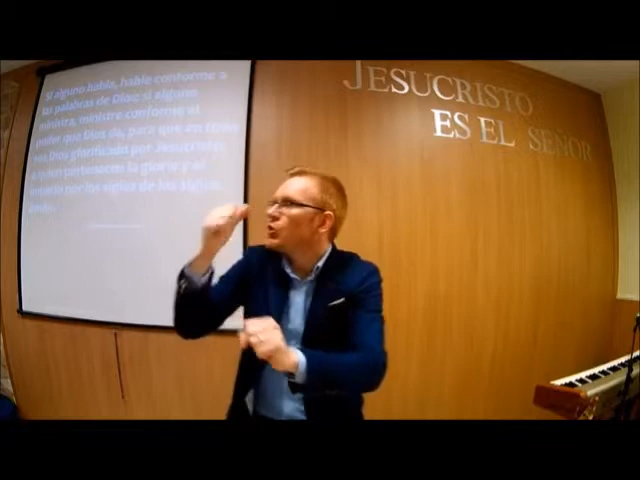 Si alguno habla, hable conforme a
las palabras de Dios; si alguno
ministra, ministre conforme al
poder que Dios da, para que en todo
sea Dios glorificado por Jesucristo,
a quien pertenecen la gloria y el
imperio por los siglos de los siglos.
JESUCRISTO
ES EL SEÑOR